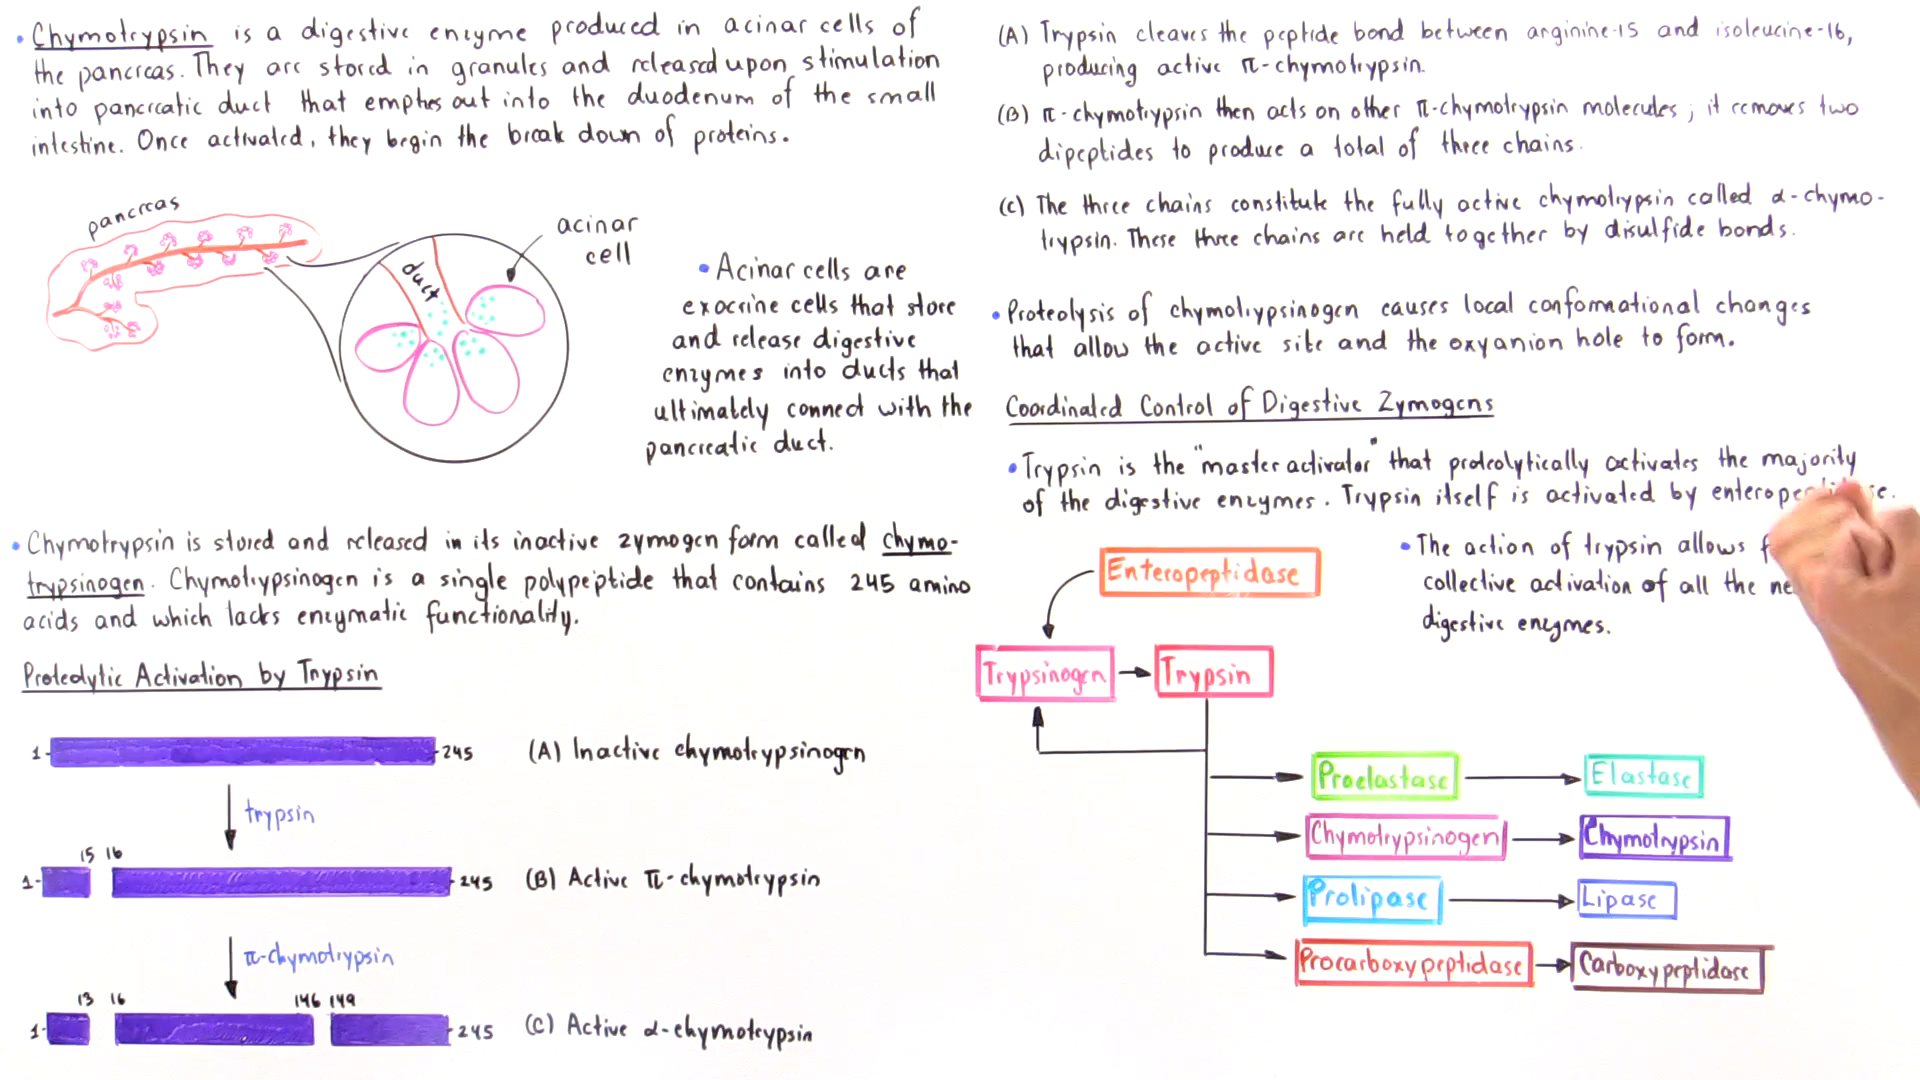 • Chymotrypsin is a digestive enzyme produced in acinar cells of
the pancreas. They are stored in granules and released upon stimulation
into pancreatic duct that empties out into the duodenum of the small
intestine. Once activated, they begin the break down of proteins.
pancreas
duct
acinar
cell
• Acinar cells are
exocrine cells that store
and release digestive
enzymes into ducts that
ultimately connect with the
pancreatic duct.
• Chymotrypsin is stored and released in its inactive zymogen form called chymo-
trypsinogen. Chymotrypsinogen is a single polypeptide that contains 245 amino
acids and which lacks enzymatic functionality.
Proteolytic Activation by Trypsin
1- -245 (A) Inactive chymotrypsinogen
trypsin
15 16
1- -245 (B) Active π-chymotrypsin
π-chymotrypsin
13 16 146 149
1- -245 (C) Active α-chymotrypsin
(A) Trypsin cleaves the peptide bond between arginine-15 and isoleucine-16,
producing active π-chymotrypsin.
(B) π-chymotrypsin then acts on other π-chymotrypsin molecules; it removes two
dipeptides to produce a total of three chains.
(C) The three chains constitute the fully active chymotrypsin called α-chymo-
trypsin. These three chains are held together by disulfide bonds.
• Proteolysis of chymotrypsinogen causes local conformational changes
that allow the active site and the oxyanion hole to form.
Coordinated Control of Digestive Zymogens
• Trypsin is the "master activator" that proteolytically activates the majority
of the digestive enzymes. Trypsin itself is activated by
• The action of trypsin allows
collective activation of all the
digestive enzymes.
Enteropeptidase
Trypsinogen Trypsin
Proelastase Elastase
Chymotrypsinogen Chymotrypsin
Prolipase Lipase
Procarboxypeptidase Carboxypeptidase